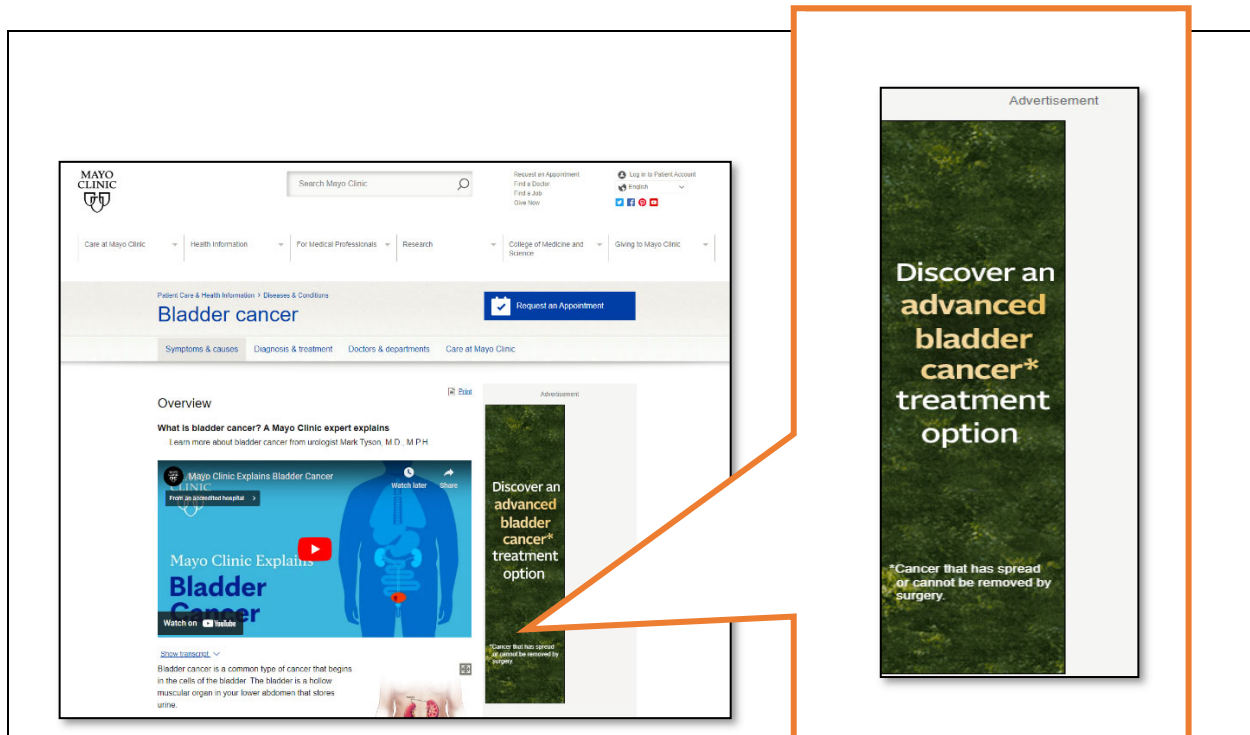 MAYO
CLINIC
Search Mayo Clinic
Request an Appointment
Find a Doctor
Find a Job
Give Now
Log in to Patient Account
English
Care at Mayo Clinic
Health Information
For Medical Professionals
Research
College of Medicine and
Science
Giving to Mayo Clinic
Patient Care & Health Information > Diseases & Conditions
Bladder cancer
Request an Appointment
Symptoms & causes
Diagnosis & treatment
Doctors & departments
Care at Mayo Clinic
Print
Overview
What is bladder cancer? A Mayo Clinic expert explains
Learn more about bladder cancer from urologist Mark Tyson, M.D., M.P.H.
Mayo Clinic Explains Bladder Cancer
Watch later
Share
CLINIC
From an accredited hospital >
Mayo Clinic Explains
Bladder
Cancer
Watch on YouTube
Show transcript
Bladder cancer is a common type of cancer that begins
in the cells of the bladder. The bladder is a hollow
muscular organ in your lower abdomen that stores
urine.
Advertisement
Discover an
advanced
bladder
cancer*
treatment
option
*Cancer that has spread
or cannot be removed by
surgery.
Advertisement
Discover an
advanced
bladder
cancer*
treatment
option
*Cancer that has spread
or cannot be removed by
surgery.